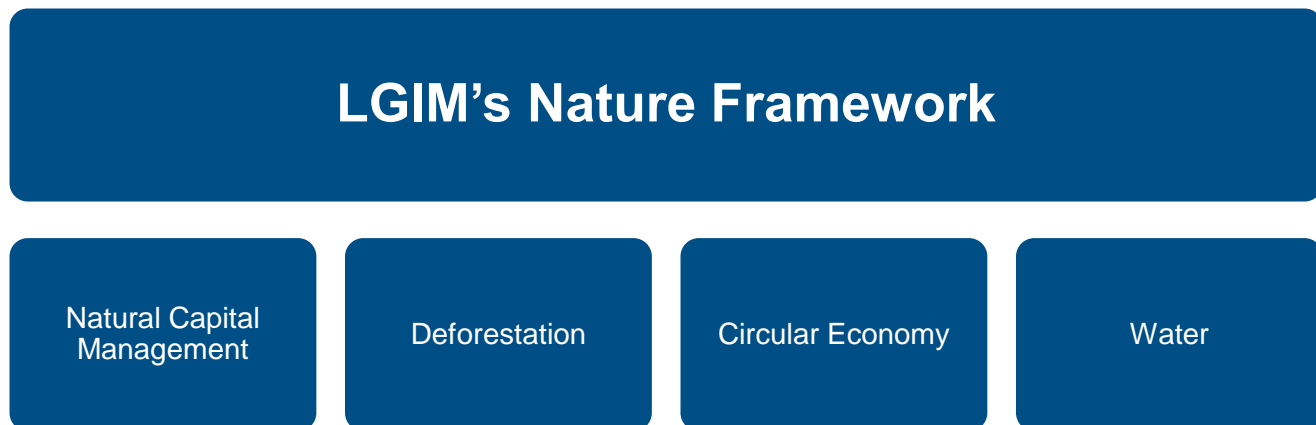 LGIM’s Nature Framework
Natural Capital
Management
Deforestation
Circular Economy
Water